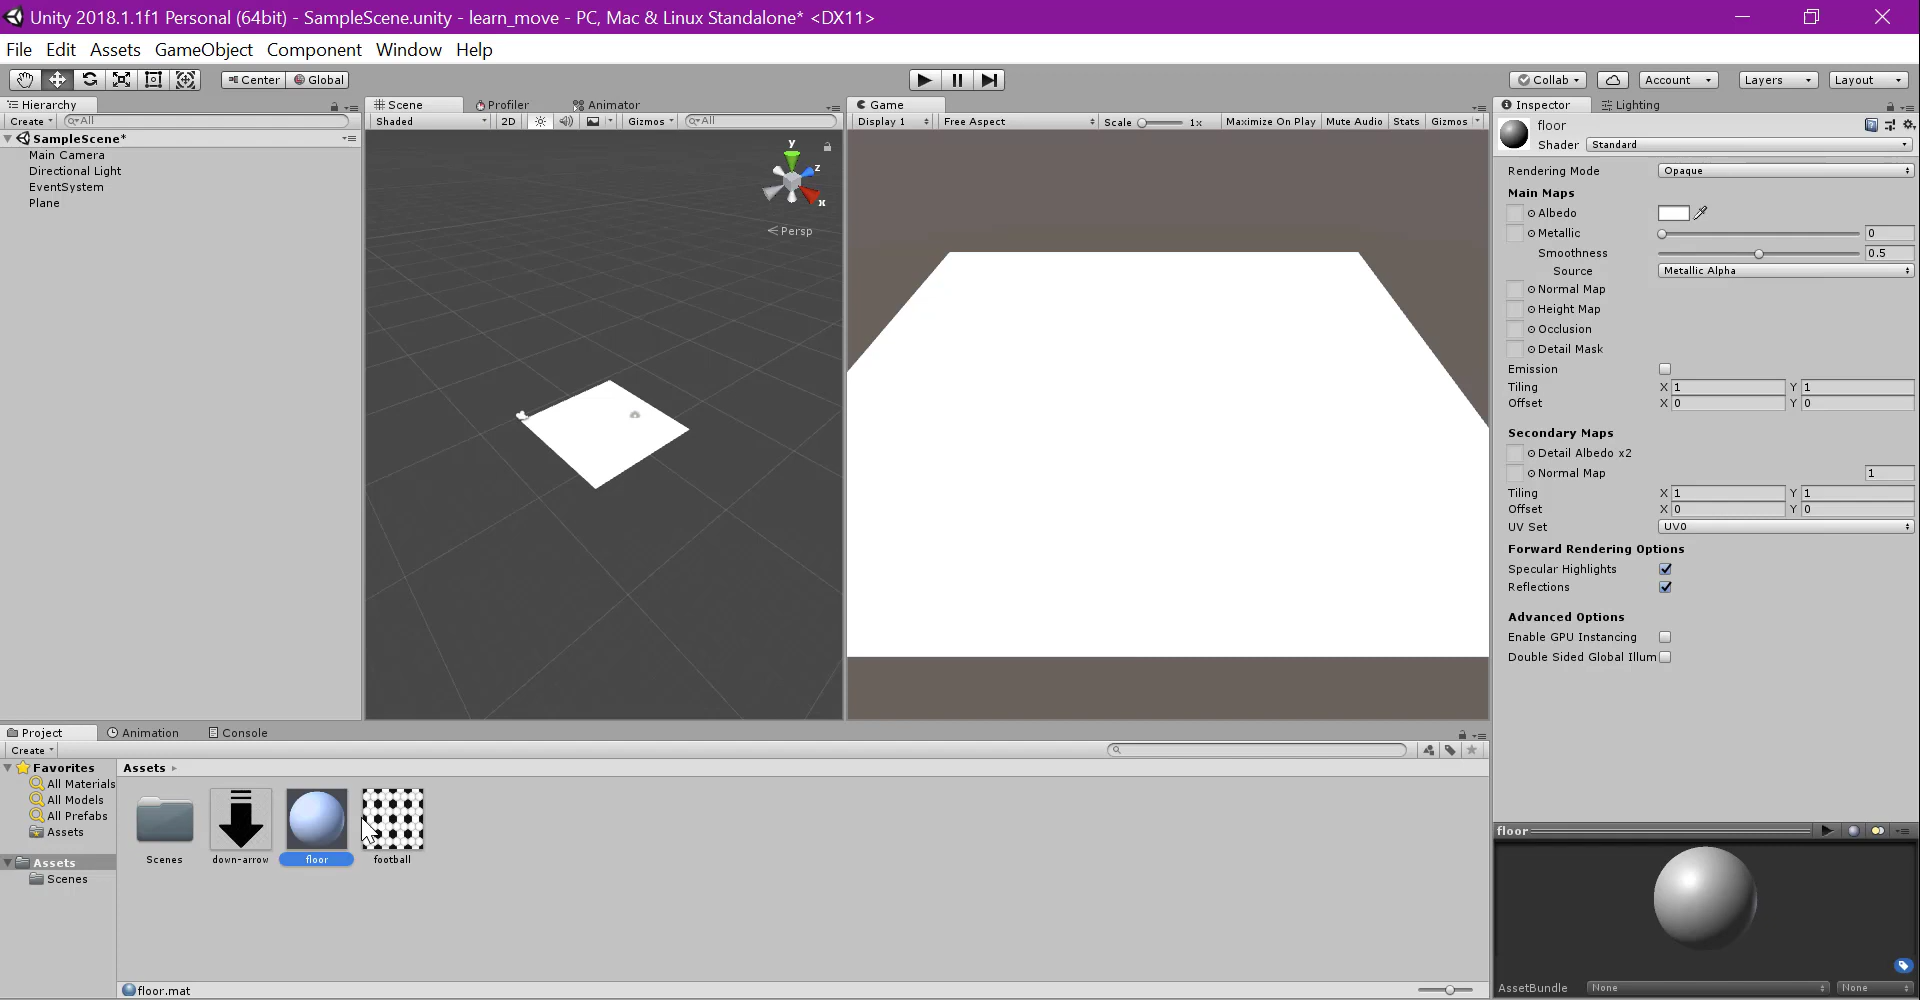 Unity 2018.1.1f1 Personal (64bit) - SampleScene.unity - learn_move - PC, Mac & Linux Standalone* <DX11>
File Edit Assets GameObject Component Window Help
Center Global Collab Account Layers Layout
Hierarchy
Create All
SampleScene*
Main Camera
Directional Light
EventSystem
Plane
Scene Profiler Animator
Shaded 2D Gizmos All
y
z
x
Persp
Game
Display 1 Free Aspect Scale 1x Maximize On Play Mute Audio Stats Gizmos
Inspector Lighting
floor
Shader Standard
Rendering Mode Opaque
Main Maps
Albedo
Metallic 0
Smoothness 0.5
Source Metallic Alpha
Normal Map
Height Map
Occlusion
Detail Mask
Emission
Tiling X 1 Y 1
Offset X 0 Y 0
Secondary Maps
Detail Albedo x2
Normal Map 1
Tiling X 1 Y 1
Offset X 0 Y 0
UV Set UV0
Forward Rendering Options
Specular Highlights
Reflections
Advanced Options
Enable GPU Instancing
Double Sided Global Illum
Project Animation Console
Create
Favorites
All Materials
All Models
All Prefabs
Assets
Assets
Scenes
Assets
Scenes down-arrow floor football
floor.mat
floor
AssetBundle None None